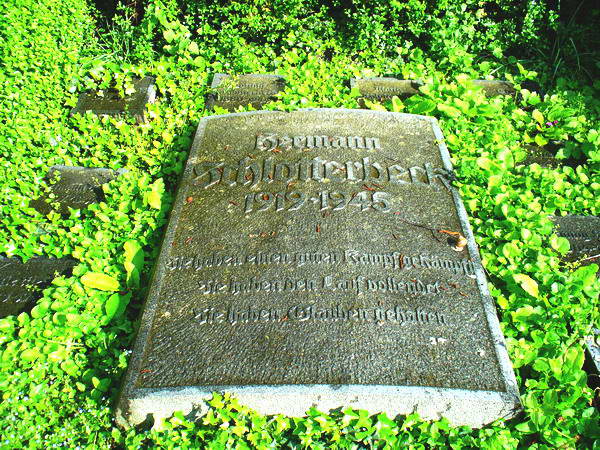 Hermann
Schlotterbeck
1919-1945
Sie haben einen guten Kampf gekämpft
Sie haben den Lauf vollendet
Sie haben Glauben gehalten